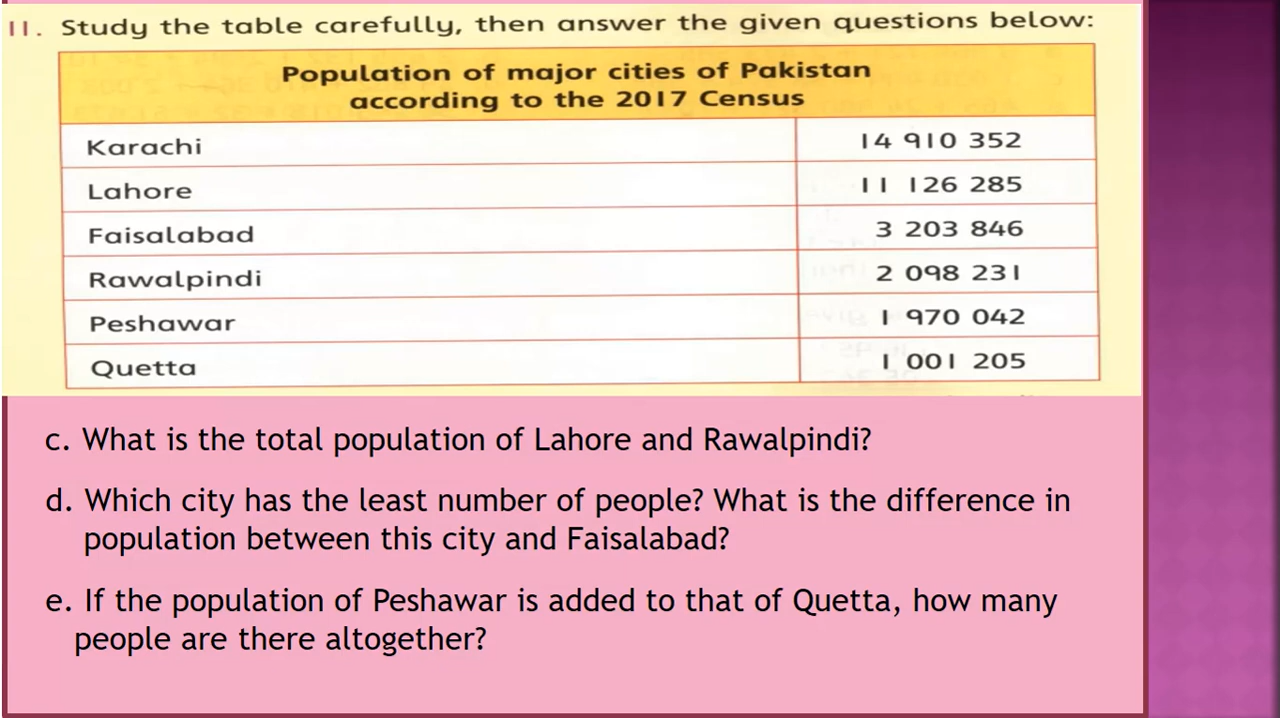 11. Study the table carefully, then answer the given questions below:
Population of major cities of Pakistan
according to the 2017 Census
Karachi 14 910 352
Lahore 11 126 285
Faisalabad 3 203 846
Rawalpindi 2 098 231
Peshawar 1 970 042
Quetta 1 001 205
c. What is the total population of Lahore and Rawalpindi?
d. Which city has the least number of people? What is the difference in
population between this city and Faisalabad?
e. If the population of Peshawar is added to that of Quetta, how many
people are there altogether?